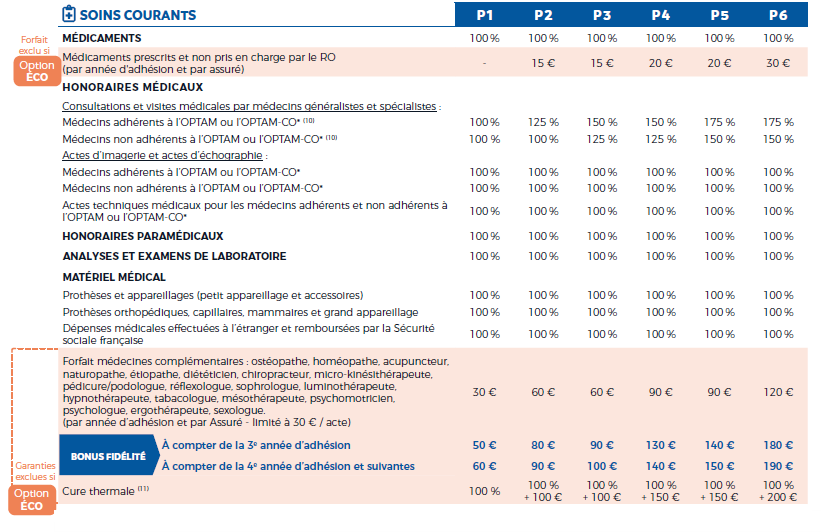 SOINS COURANTS P1 P2 P3 P4 P5 P6
MÉDICAMENTS 100 % 100 % 100 % 100 % 100 % 100 %
Forfait
exclu si
Option
ÉCO
Médicaments prescrits et non pris en charge par le RO
(par année d'adhésion et par assuré) - 15 € 15 € 20 € 20 € 30 €
HONORAIRES MÉDICAUX
Consultations et visites médicales par médecins généralistes et spécialistes :
Médecins adhérents à l'OPTAM ou l'OPTAM-CO* (10) 100 % 125 % 150 % 150 % 175 % 175 %
Médecins non adhérents à l'OPTAM ou l'OPTAM-CO* (10) 100 % 100 % 125 % 125 % 150 % 150 %
Actes d'imagerie et actes d'échographie :
Médecins adhérents à l'OPTAM ou l'OPTAM-CO* 100 % 100 % 100 % 100 % 100 % 100 %
Médecins non adhérents à l'OPTAM ou l'OPTAM-CO* 100 % 100 % 100 % 100 % 100 % 100 %
Actes techniques médicaux pour les médecins adhérents et non adhérents à
l'OPTAM ou l'OPTAM-CO* 100 % 100 % 100 % 100 % 100 % 100 %
HONORAIRES PARAMÉDICAUX 100 % 100 % 100 % 100 % 100 % 100 %
ANALYSES ET EXAMENS DE LABORATOIRE 100 % 100 % 100 % 100 % 100 % 100 %
MATÉRIEL MÉDICAL
Prothèses et appareillages (petit appareillage et accessoires) 100 % 100 % 100 % 100 % 100 % 100 %
Prothèses orthopédiques, capillaires, mammaires et grand appareillage 100 % 100 % 100 % 100 % 100 % 100 %
Dépenses médicales effectuées à l'étranger et remboursées par la Sécurité
sociale française 100 % 100 % 100 % 100 % 100 % 100 %
Forfait médecines complémentaires : ostéopathe, homéopathe, acupuncteur,
naturopathe, étiopathe, diététicien, chiropracteur, micro-kinésithérapeute,
pédicure/podologue, réflexologue, sophrologue, luminothérapeute,
hypnothérapeute, tabacologue, mésothérapeute, psychomotricien,
psychologue, ergothérapeute, sexologue.
(par année d'adhésion et par Assuré - limité à 30 € / acte) 30 € 60 € 60 € 90 € 90 € 120 €
BONUS FIDÉLITÉ
À compter de la 3e année d'adhésion 50 € 80 € 90 € 130 € 140 € 180 €
À compter de la 4e année d'adhésion et suivantes 60 € 90 € 100 € 140 € 150 € 190 €
Garanties
exclues si
Option
ÉCO
Cure thermale (11) 100 % 100 % 100 % 100 % 100 % 100 %
+ 100 € + 100 € + 150 € + 150 € + 200 €